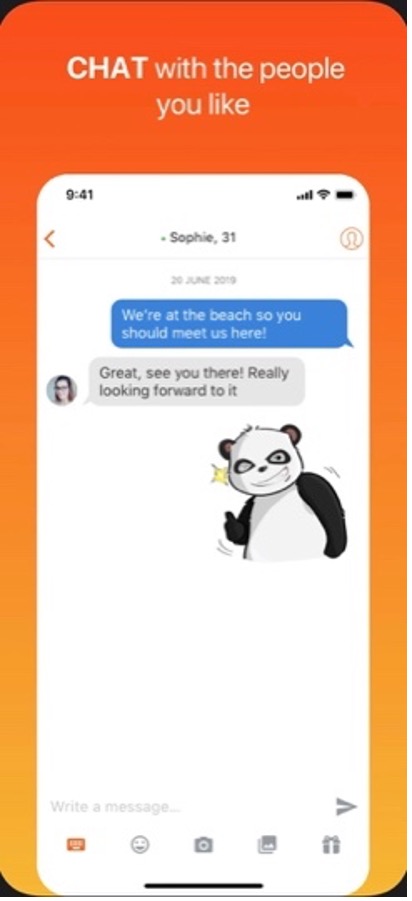 CHAT with the people
you like
9:41
Sophie, 31
20 JUNE 2019
We're at the beach so you
should meet us here!
Great, see you there! Really
looking forward to it
Write a message...